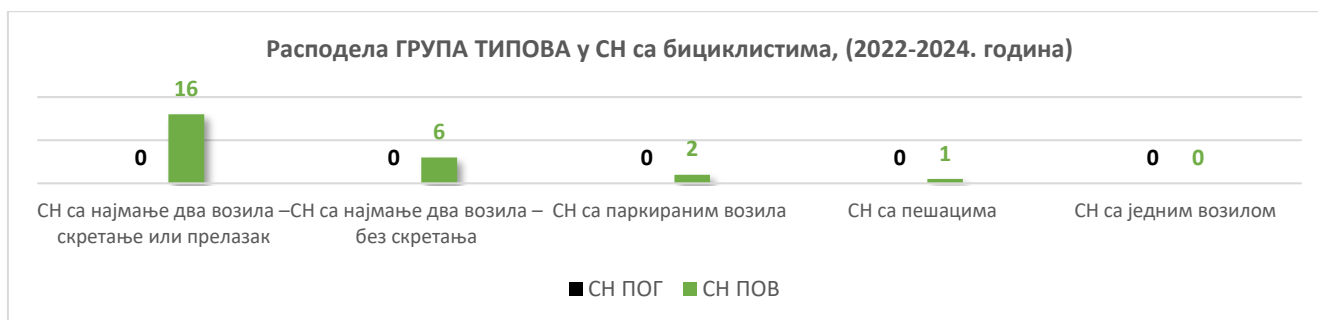 Расподела ГРУПА ТИПОВА у СН са бициклистима, (2022-2024. година)
0 16 0 6 0 2 0 1 0 0
СН са најмање два возила – скретање или прелазак
СН са најмање два возила – без скретања
СН са паркираним возила
СН са пешацима
СН са једним возилом
СН ПОГ СН ПОВ